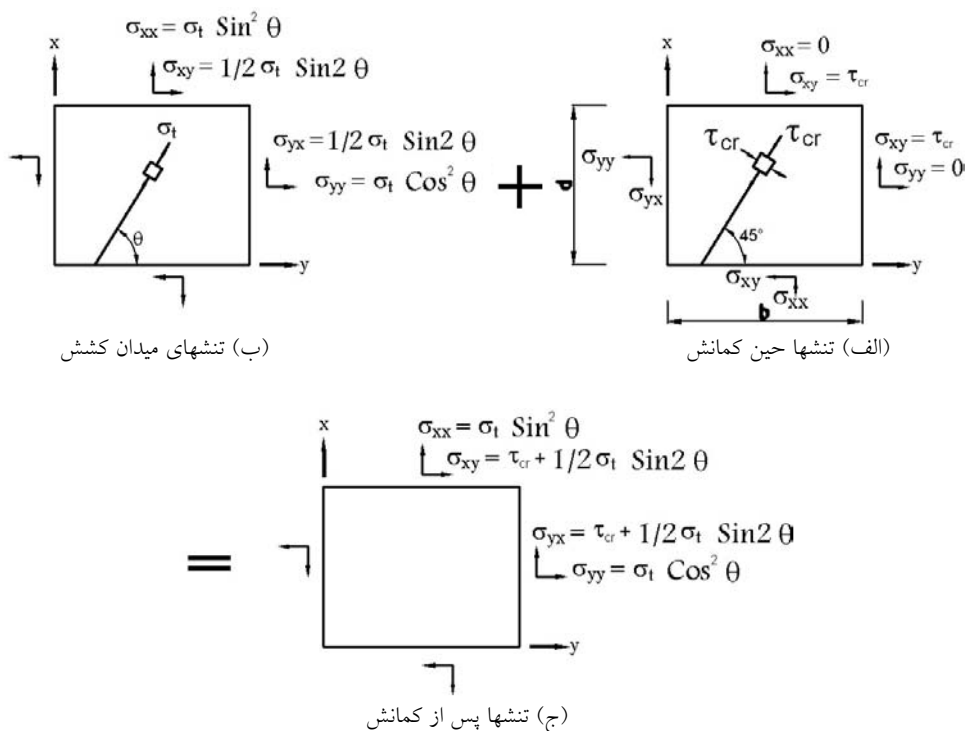 σxx = σt Sin² θ
x
σxy = 1/2 σt Sin2 θ
σt
σyx = 1/2 σt Sin2 θ
σyy = σt Cos² θ
θ
y
(ب) تنشهای میدان کشش
+
σxx = 0
x
σxy = τcr
τcr
τcr
σxy = τcr
σyy = 0
σyy
σyx
d
45°
y
σxy
σxx
b
(الف) تنشها حین کمانش
=
σxx = σt Sin² θ
x
σxy = τcr + 1/2 σt Sin2 θ
σyx = τcr + 1/2 σt Sin2 θ
σyy = σt Cos² θ
y
(ج) تنشها پس از کمانش